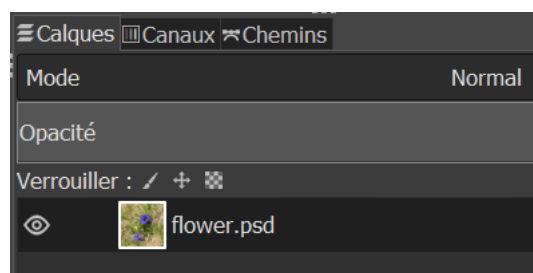 Calques Canaux Chemins
Mode Normal
Opacité
Verrouiller :
flower.psd